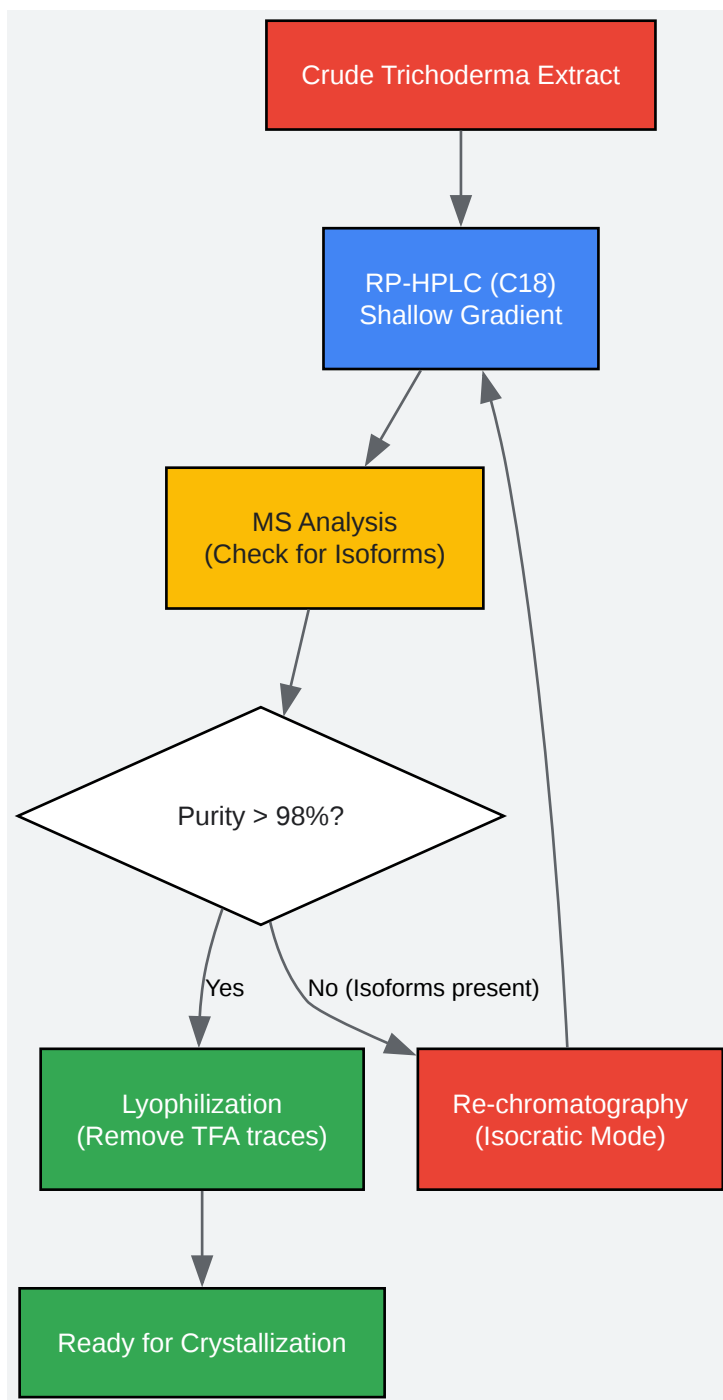 Crude Trichoderma Extract
RP-HPLC (C18)
Shallow Gradient
MS Analysis
(Check for Isoforms)
Purity > 98%?
Yes
No (Isoforms present)
Lyophilization
(Remove TFA traces)
Re-chromatography
(Isocratic Mode)
Ready for Crystallization